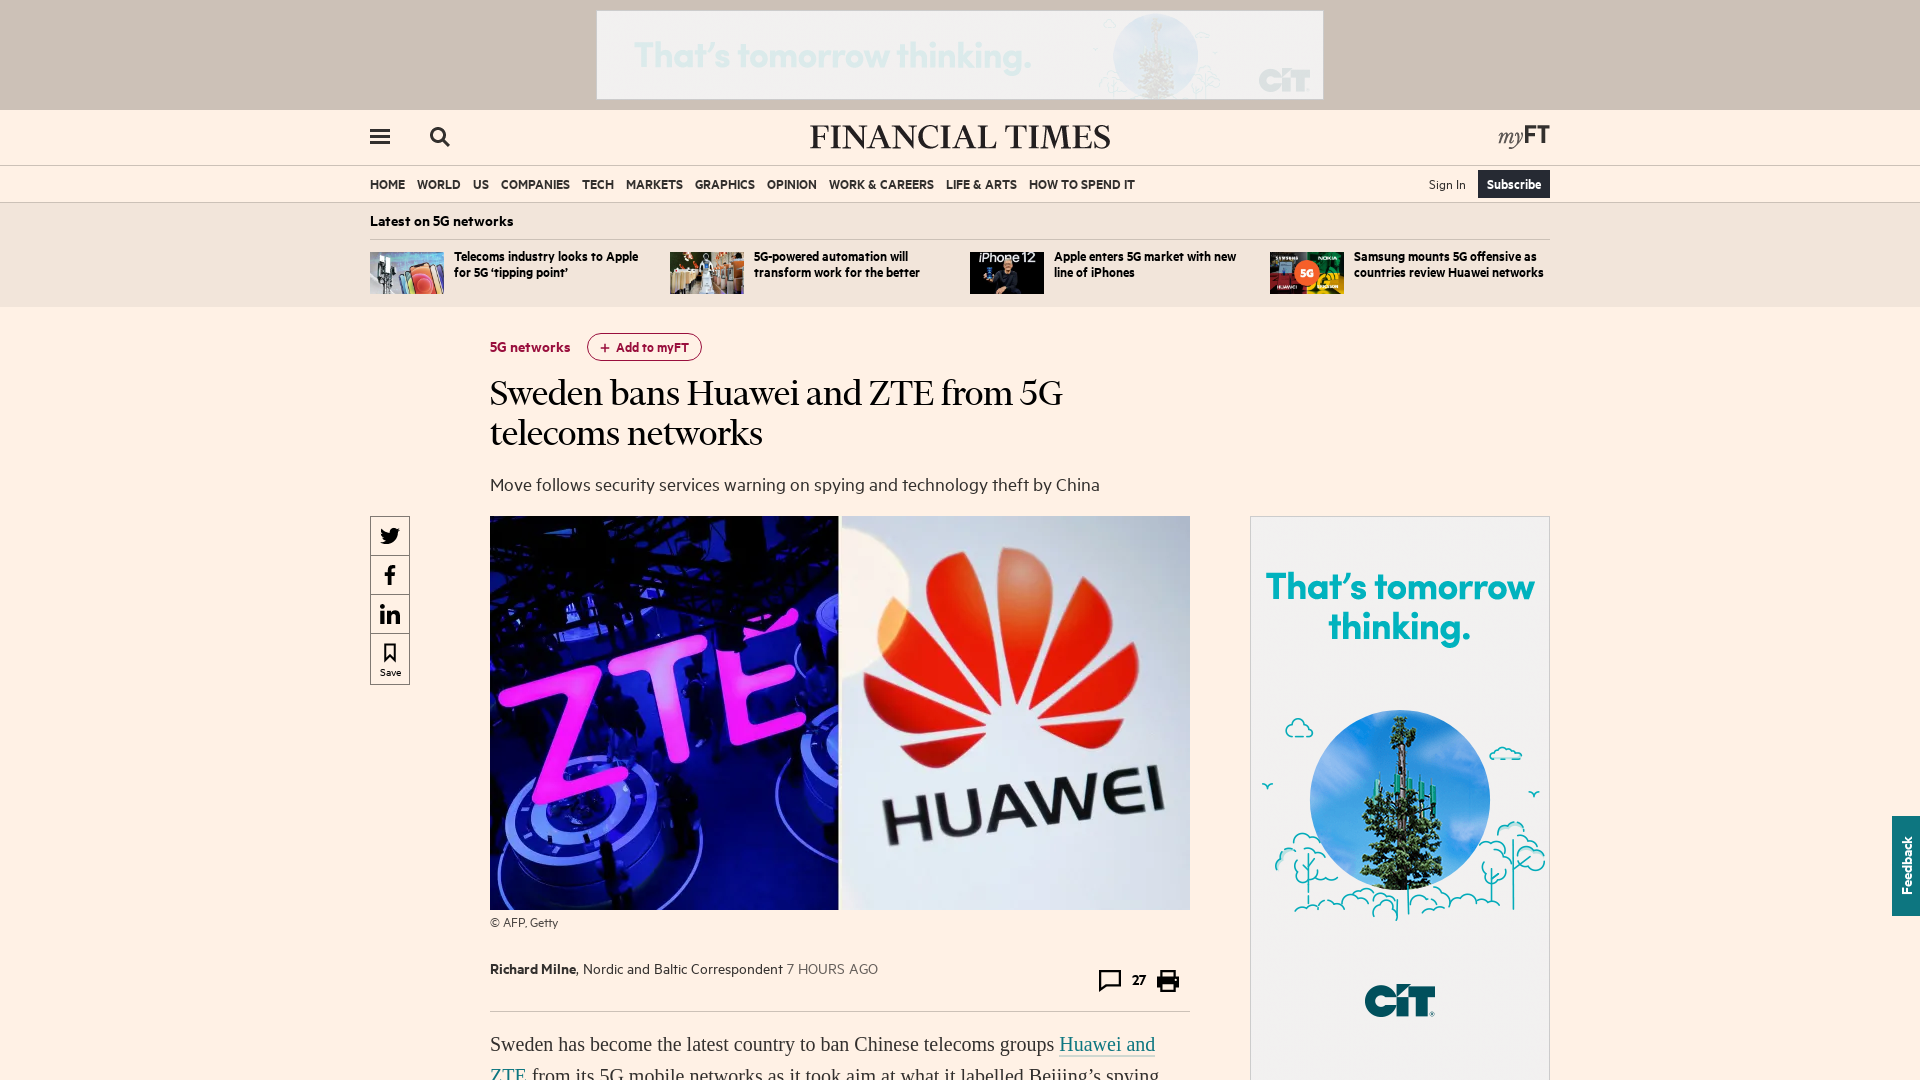 That's tomorrow thinking.
CIT
FINANCIAL TIMES
myFT
HOME WORLD US COMPANIES TECH MARKETS GRAPHICS OPINION WORK & CAREERS LIFE & ARTS HOW TO SPEND IT
Sign In Subscribe
Latest on 5G networks
Telecoms industry looks to Apple
for 5G ‘tipping point’
5G-powered automation will
transform work for the better
iPhone 12
Apple enters 5G market with new
line of iPhones
SAMSUNG NOKIA
5G
HUAWEI
Samsung mounts 5G offensive as
countries review Huawei networks
5G networks
+ Add to myFT
Sweden bans Huawei and ZTE from 5G
telecoms networks
Move follows security services warning on spying and technology theft by China
Save
ZTE
HUAWEI
© AFP, Getty
Richard Milne, Nordic and Baltic Correspondent 7 HOURS AGO
27
Sweden has become the latest country to ban Chinese telecoms groups Huawei and
ZTE from its 5G mobile networks as it took aim at what it labelled Beijing’s spying
That's tomorrow
thinking.
CIT
Feedback